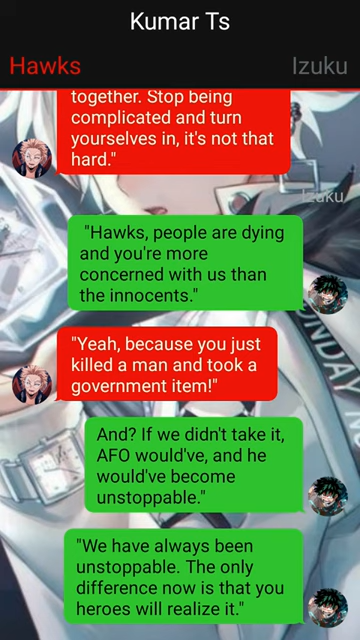 Kumar Ts
Hawks
Izuku
together. Stop being
complicated and turn
yourselves in, it's not that
hard."
Izuku
"Hawks, people are dying
and you're more
concerned with us than
the innocents."
"Yeah, because you just
killed a man and took a
government item!"
And? If we didn't take it,
AFO would've, and he
would've become
unstoppable."
"We have always been
unstoppable. The only
difference now is that you
heroes will realize it."